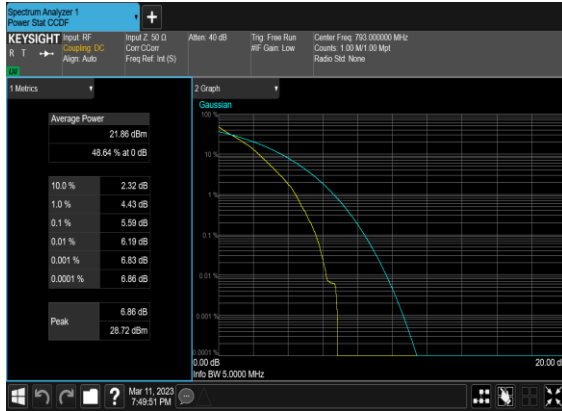 Spectrum Analyzer 1
Power Stat CCDF
+
KEYSIGHT
R T
LU
Input: RF
Coupling: DC
Align: Auto
Input Z: 50 Ω
Corr CCorr
Freq Ref: Int (S)
Atten: 40 dB
Trig: Free Run
#IF Gain: Low
Center Freq: 793.000000 MHz
Counts: 1.00 M/1.00 Mpt
Radio Std: None
1 Metrics
Average Power
21.86 dBm
48.64 % at 0 dB
10.0 % 2.32 dB
1.0 % 4.43 dB
0.1 % 5.59 dB
0.01 % 6.19 dB
0.001 % 6.83 dB
0.0001 % 6.86 dB
Peak
6.86 dB
28.72 dBm
2 Graph
Gaussian
100 %
10 %
1 %
0.1 %
0.01 %
0.001 %
0.0001 %
0.00 dB
20.00 d
Info BW 5.0000 MHz
?
Mar 11, 2023
7:49:51 PM